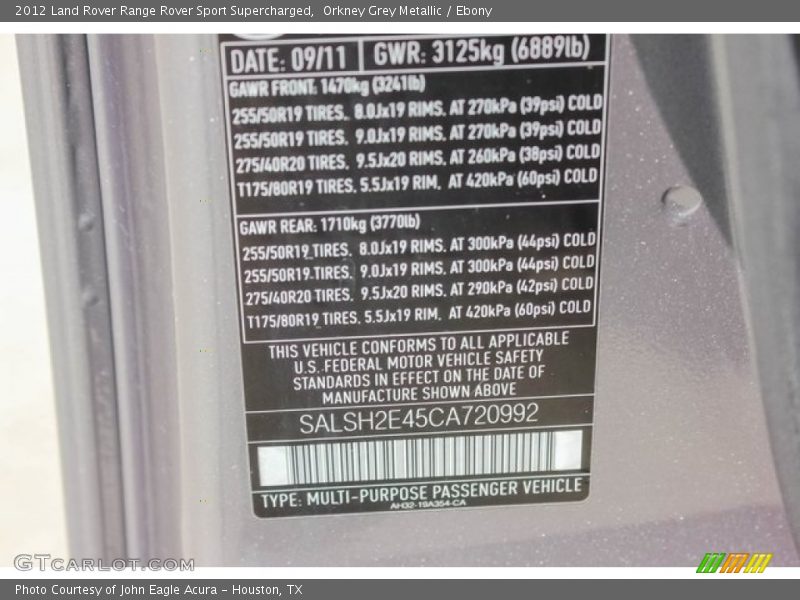 2012 Land Rover Range Rover Sport Supercharged,  Orkney Grey Metallic / Ebony
DATE: 09/11 GWR: 3125kg (6889lb)
GAWR FRONT: 1470kg (3241lb)
255/50R19 TIRES, 8.0Jx19 RIMS, AT 270kPa (39psi) COLD
255/50R19 TIRES, 9.0Jx19 RIMS, AT 270kPa (39psi) COLD
275/40R20 TIRES, 9.5Jx20 RIMS, AT 260kPa (38psi) COLD
T175/80R19 TIRES, 5.5Jx19 RIM, AT 420kPa (60psi) COLD
GAWR REAR: 1710kg (3770lb)
255/50R19 TIRES, 8.0Jx19 RIMS, AT 300kPa (44psi) COLD
255/50R19 TIRES, 9.0Jx19 RIMS, AT 300kPa (44psi) COLD
275/40R20 TIRES, 9.5Jx20 RIMS, AT 290kPa (42psi) COLD
T175/80R19 TIRES, 5.5Jx19 RIM, AT 420kPa (60psi) COLD
THIS VEHICLE CONFORMS TO ALL APPLICABLE
U.S. FEDERAL MOTOR VEHICLE SAFETY
STANDARDS IN EFFECT ON THE DATE OF
MANUFACTURE SHOWN ABOVE
SALSH2E45CA720992
TYPE: MULTI-PURPOSE PASSENGER VEHICLE
AH32-19A354-CA
GTCARLOT.COM
Photo Courtesy of John Eagle Acura - Houston, TX